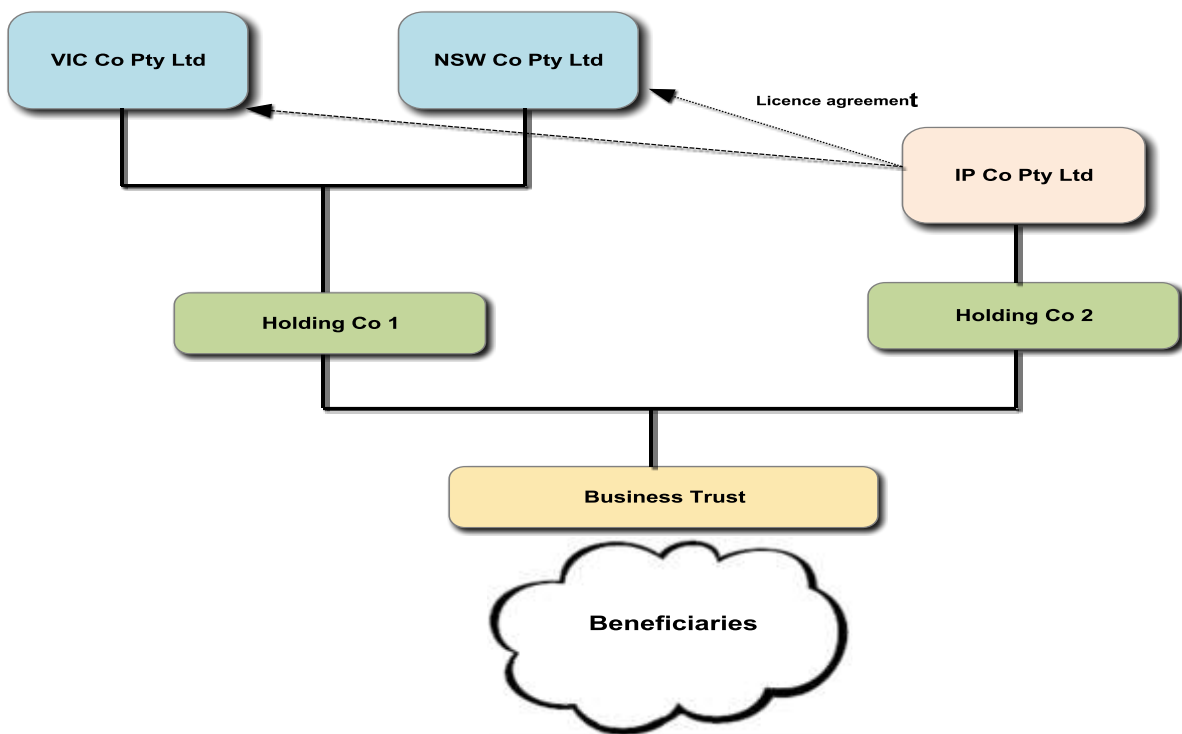 VIC Co Pty Ltd
NSW Co Pty Ltd
Licence agreement
IP Co Pty Ltd
Holding Co 1
Holding Co 2
Business Trust
Beneficiaries